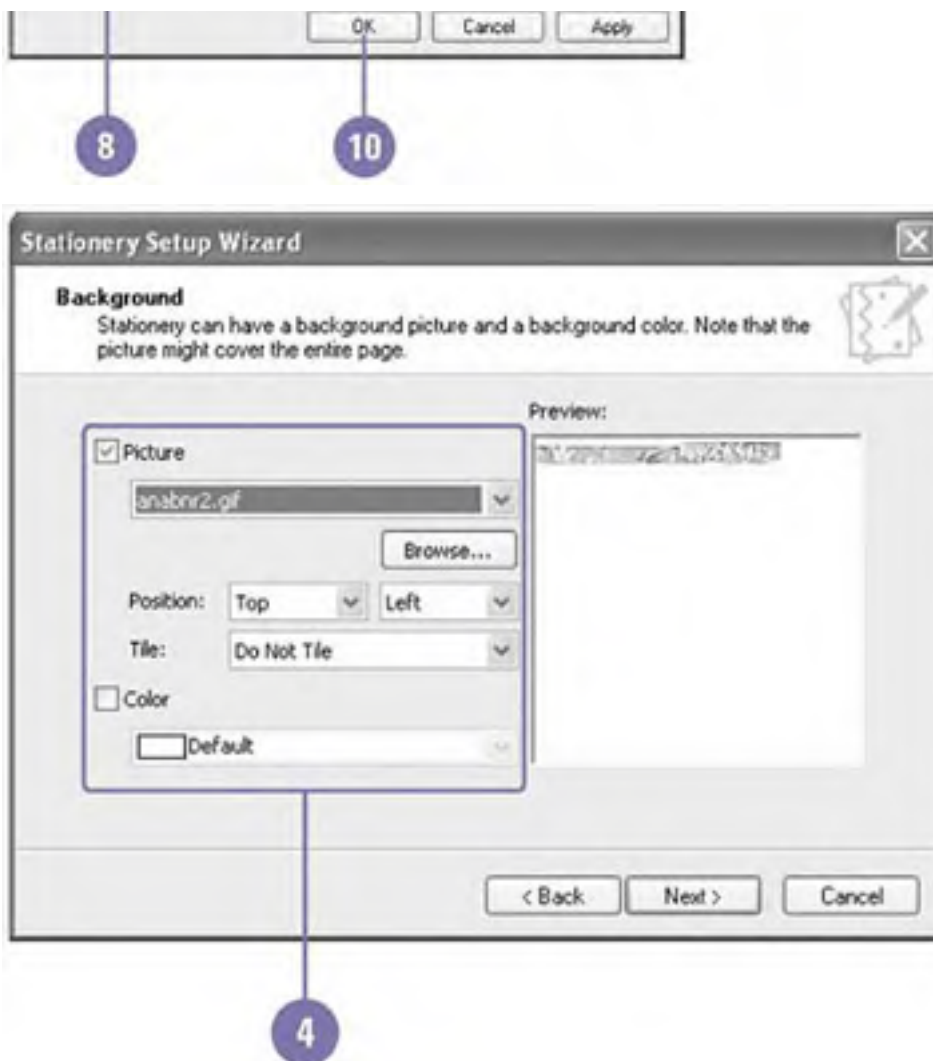 OK Cancel Apply
8 10
Stationery Setup Wizard
Background
Stationery can have a background picture and a background color. Note that the
picture might cover the entire page.
Preview:
Picture
anabnr2.gif
Browse...
Position: Top Left
Tile: Do Not Tile
Color
Default
< Back Next > Cancel
4